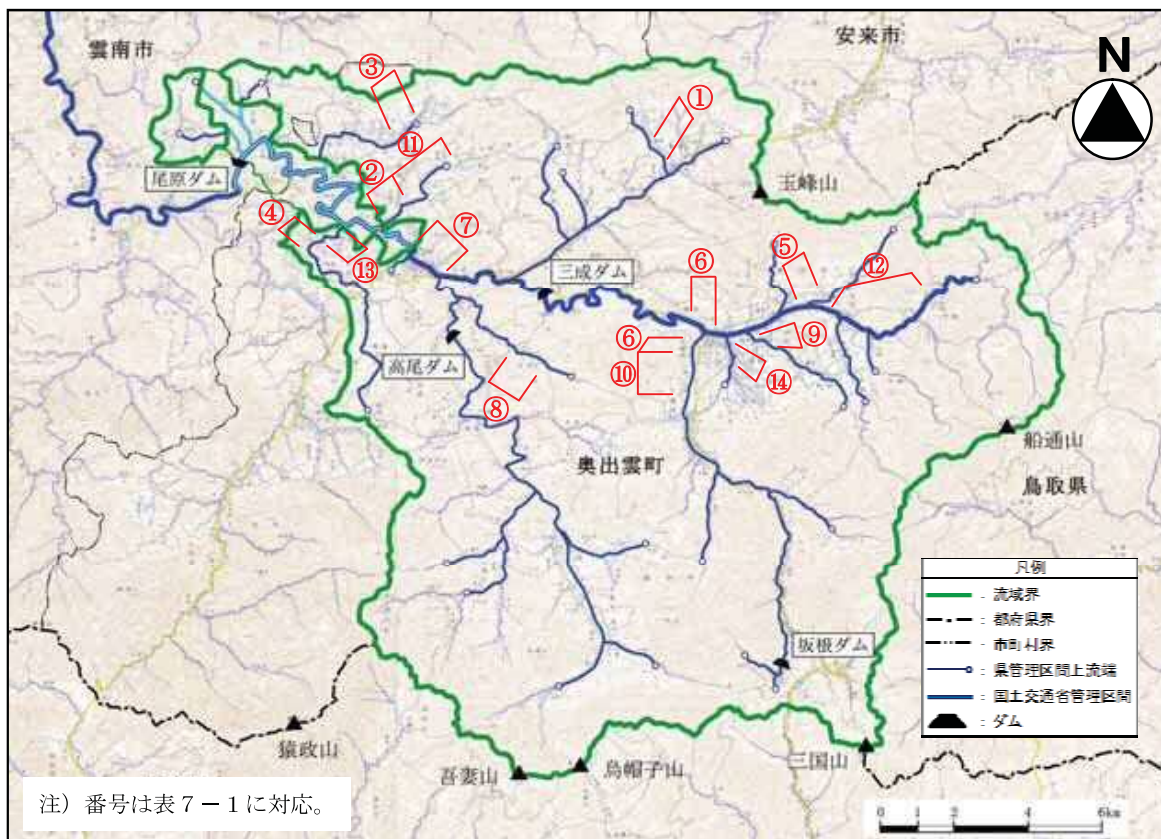 雲南市
安来市
N
③
①
⑪
尾原ダム
②
玉峰山
④
⑦
⑤
⑬
三成ダム
⑥
⑫
⑥
⑨
高尾ダム
⑩
⑭
⑧
船通山
奥出雲町
鳥取県
凡例
: 流域界
: 都府県界
: 市町村界
: 県管理区間上流端
: 国土交通省管理区間
: ダム
坂根ダム
猿政山
三国山
吾妻山
烏帽子山
注）番号は表７－１に対応。
0 1 2 4 6km